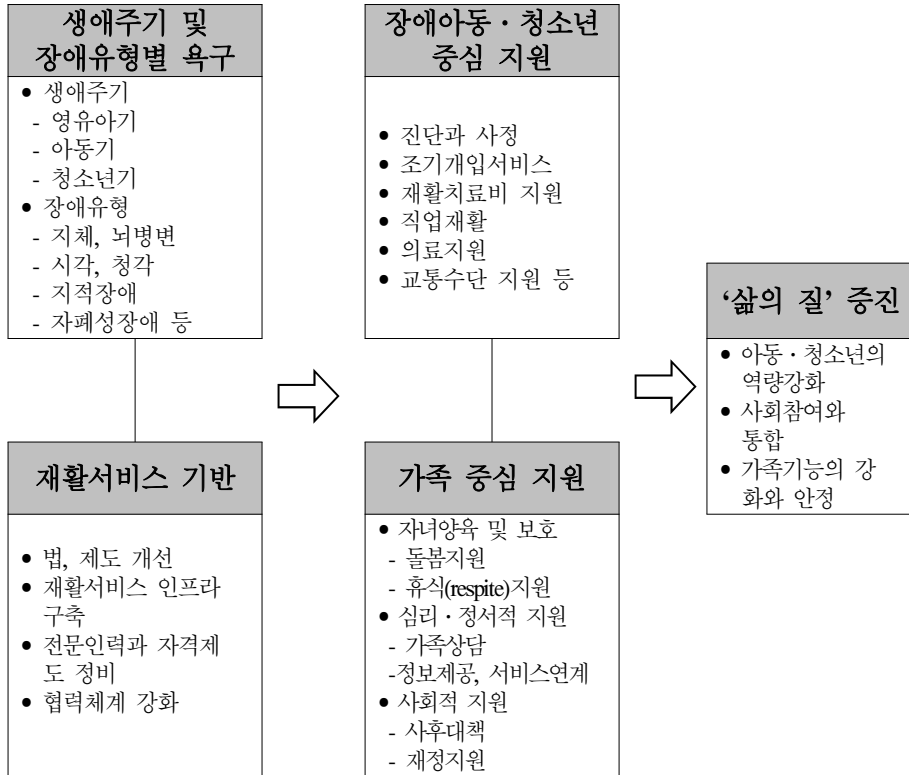 생애주기 및
장애유형별 욕구
• 생애주기
- 영유아기
- 아동기
- 청소년기
• 장애유형
- 지체, 뇌병변
- 시각, 청각
- 지적장애
- 자폐성장애 등
재활서비스 기반
• 법, 제도 개선
• 재활서비스 인프라
구축
• 전문인력과 자격제
도 정비
• 협력체계 강화
장애아동・청소년
중심 지원
• 진단과 사정
• 조기개입서비스
• 재활치료비 지원
• 직업재활
• 의료지원
• 교통수단 지원 등
가족 중심 지원
• 자녀양육 및 보호
- 돌봄지원
- 휴식(respite)지원
• 심리・정서적 지원
- 가족상담
-정보제공, 서비스연계
• 사회적 지원
- 사후대책
- 재정지원
‘삶의 질’ 증진
• 아동・청소년의
역량강화
• 사회참여와
통합
• 가족기능의 강
화와 안정